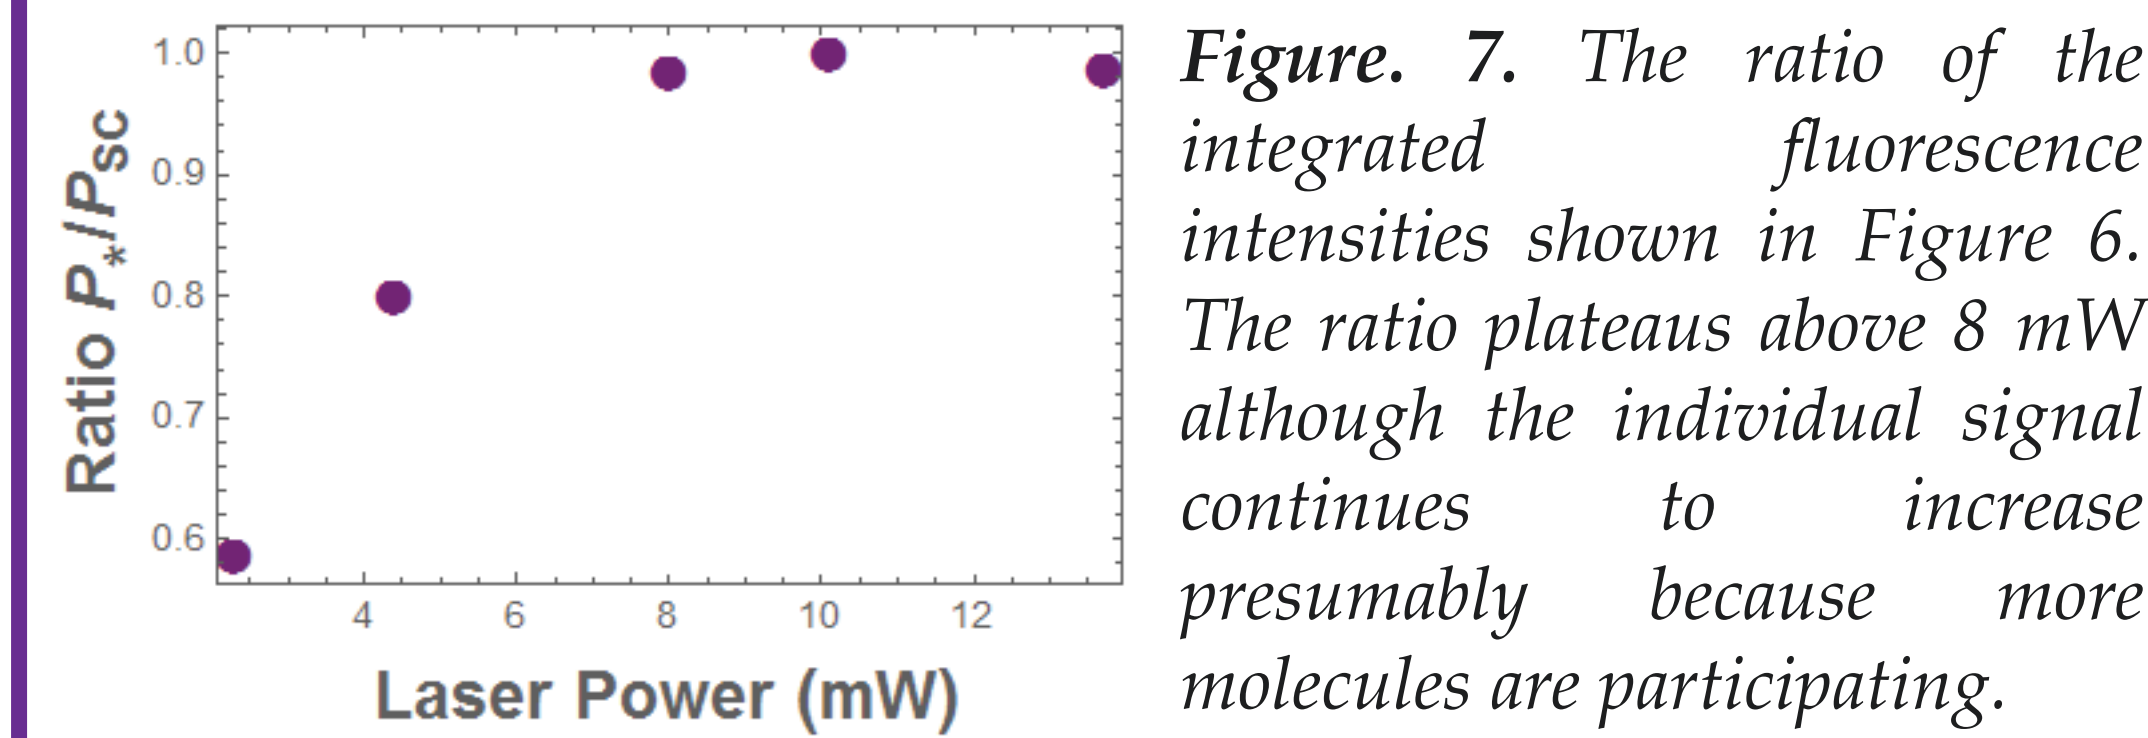 1.0
0.9
0.8
0.7
0.6
Ratio P*/Psc
4 6 8 10 12
Laser Power (mW)
Figure. 7. The ratio of the
integrated fluorescence
intensities shown in Figure 6.
The ratio plateaus above 8 mW
although the individual signal
continues to increase
presumably because more
molecules are participating.